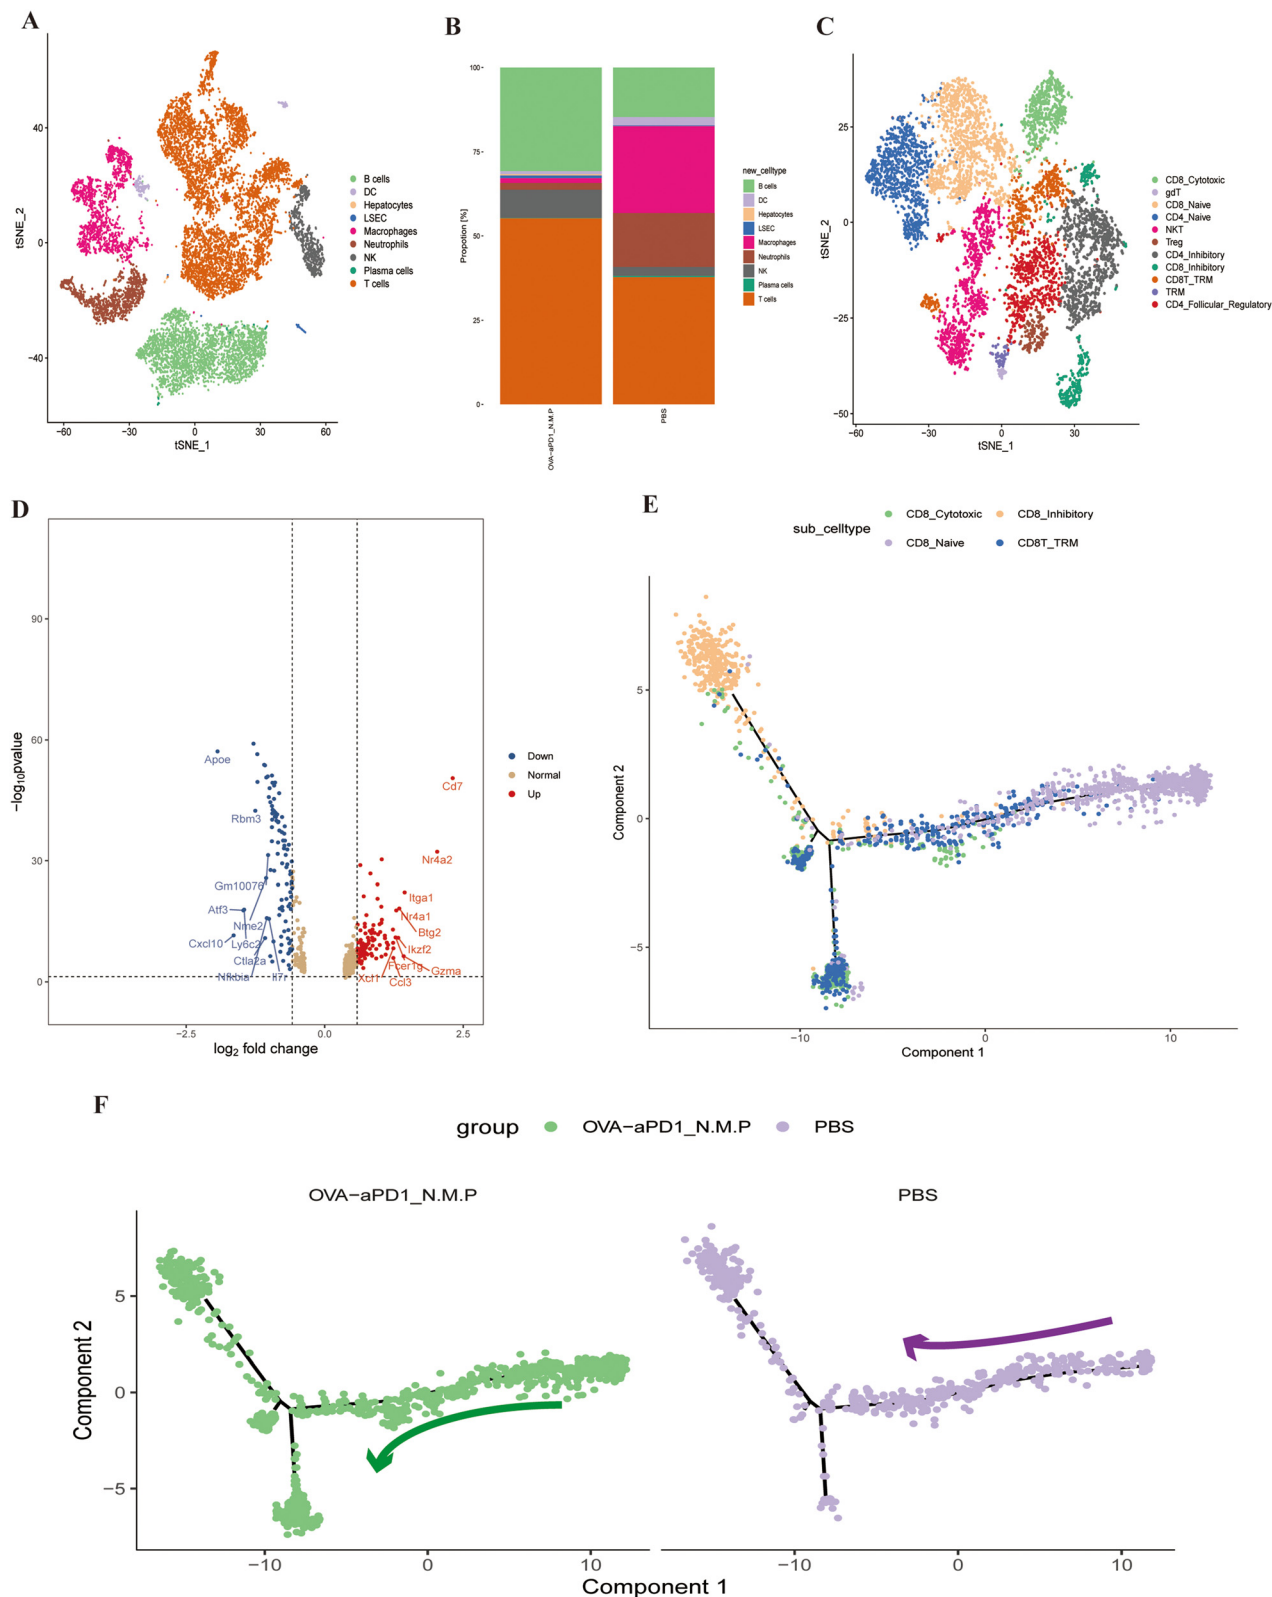 A
tSNE_2
40
0
−40
−60
−30
0
30
60
tSNE_1
B cells
DC
Hepatocytes
LSEC
Macrophages
Neutrophils
NK
Plasma cells
T cells
B
Propotion [%]
100
75
50
25
0
OVA−aPD1_N.M.P
PBS
new_celltype
B cells
DC
Hepatocytes
LSEC
Macrophages
Neutrophils
NK
Plasma cells
T cells
C
tSNE_2
25
0
−25
−50
−60
−30
0
30
tSNE_1
CD8_Cytotoxic
gdT
CD8_Naive
CD4_Naive
NKT
Treg
CD4_Inhibitory
CD8_Inhibitory
CD8T_TRM
TRM
CD4_Follicular_Regulatory
D
−log10pvalue
90
60
30
0
−2.5
0.0
2.5
log2 fold change
Apoe
Rbm3
Gm10076
Atf3
Nme2
Cxcl10
Ly6c2
Ctla2a
Nfkbia
Il7r
Cd7
Nr4a2
Itga1
Nr4a1
Btg2
Ikzf2
Fcer1g
Gzma
Xcl1
Ccl3
Down
Normal
Up
E
sub_celltype
CD8_Cytotoxic
CD8_Inhibitory
CD8_Naive
CD8T_TRM
Component 2
5
0
−5
−10
0
10
Component 1
F
group
OVA−aPD1_N.M.P
PBS
OVA−aPD1_N.M.P
PBS
Component 2
5
0
−5
−10
0
10
−10
0
10
Component 1